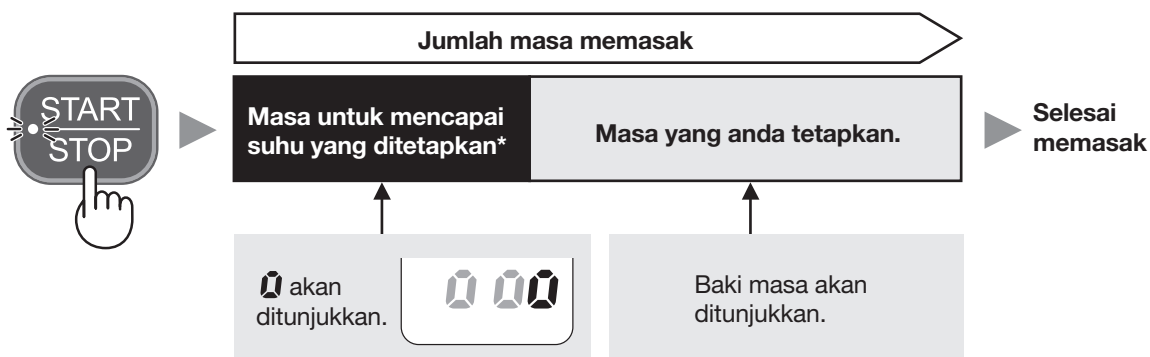 Jumlah masa memasak
START
STOP
Masa untuk mencapai
suhu yang ditetapkan*
Masa yang anda tetapkan.
Selesai
memasak
0 akan
ditunjukkan.
0 00
Baki masa akan
ditunjukkan.